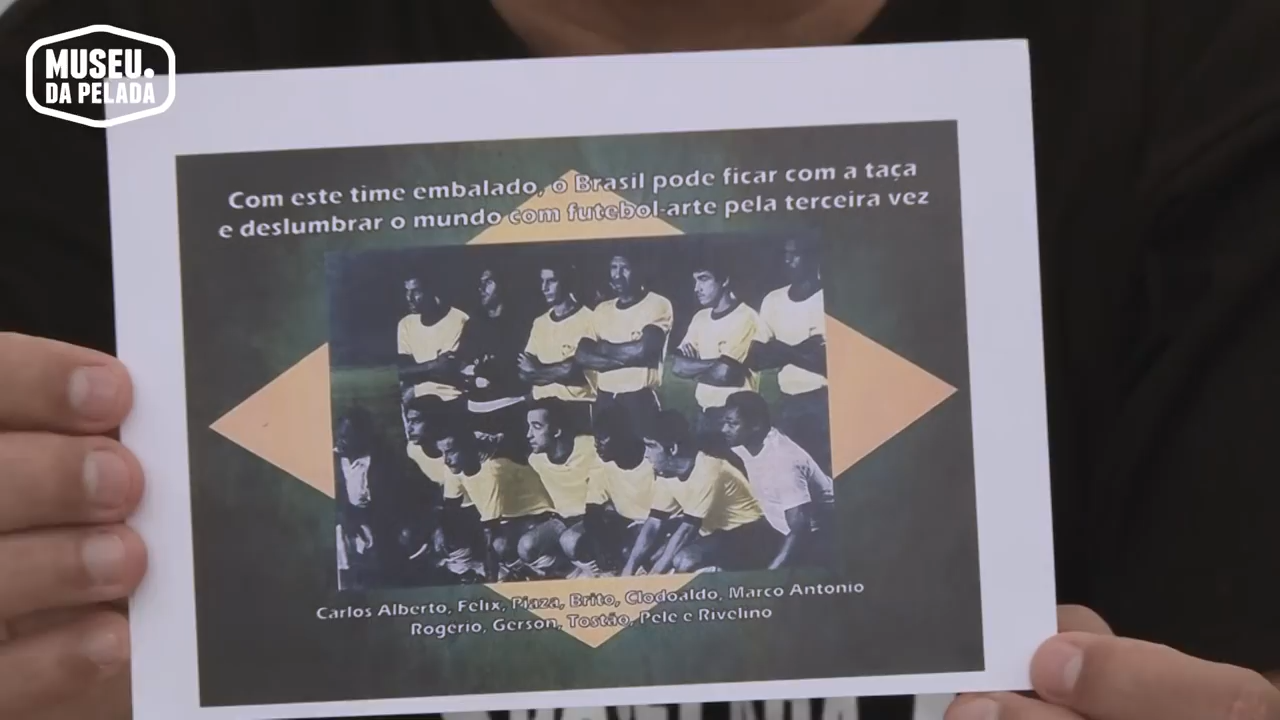 MUSEU.
DA PELADA
Com este time embalado, o Brasil pode ficar com a taça
e deslumbrar o mundo com futebol-arte pela terceira vez
Carlos Alberto, Felix, Piaza, Brito, Clodoaldo, Marco Antonio
Rogerio, Gerson, Tostão, Pele e Rivelino